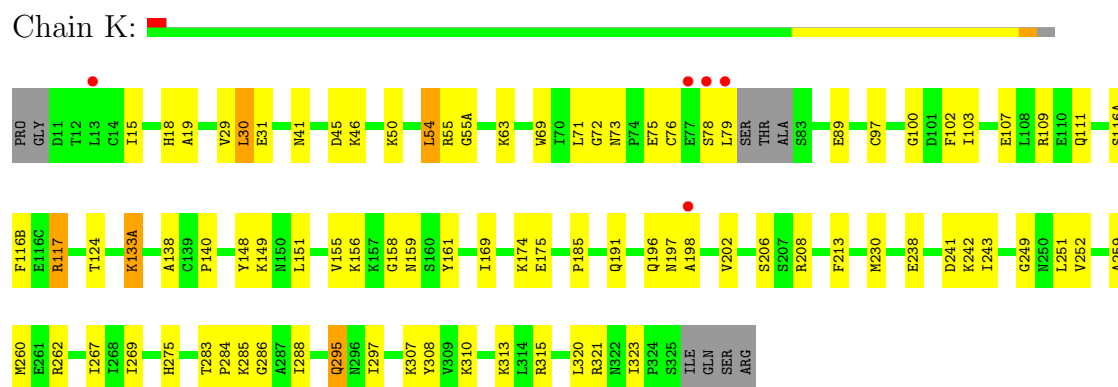 Chain K:
PRO GLY D11 T12 L13 C14 I15 H18 A19 V29 L30 E31 N41 D45 K46 K50 L54 R55 G55A K63 W69 I70 L71 G72 N73 P74 E75 C76 E77 S78 L79 SER THR ALA S83 E89 C97 G100 D101 F102 I103 E107 L108 R109 E110 Q111 S116A
F116B E116C R117 T124 K133A A138 C139 P140 Y148 K149 N150 L151 V155 K156 K157 G158 N159 S160 Y161 I169 K174 E175 P185 Q191 Q196 N197 A198 V202 S206 S207 R208 F213 M230 E238 D241 K242 I243 G249 N250 L251 V252 A259
M260 E261 R262 I267 I268 I269 H275 T283 P284 K285 G286 A287 I288 Q295 N296 I297 K307 Y308 V309 K310 K313 L314 R315 L320 R321 N322 I323 P324 S325 ILE GLN SER ARG